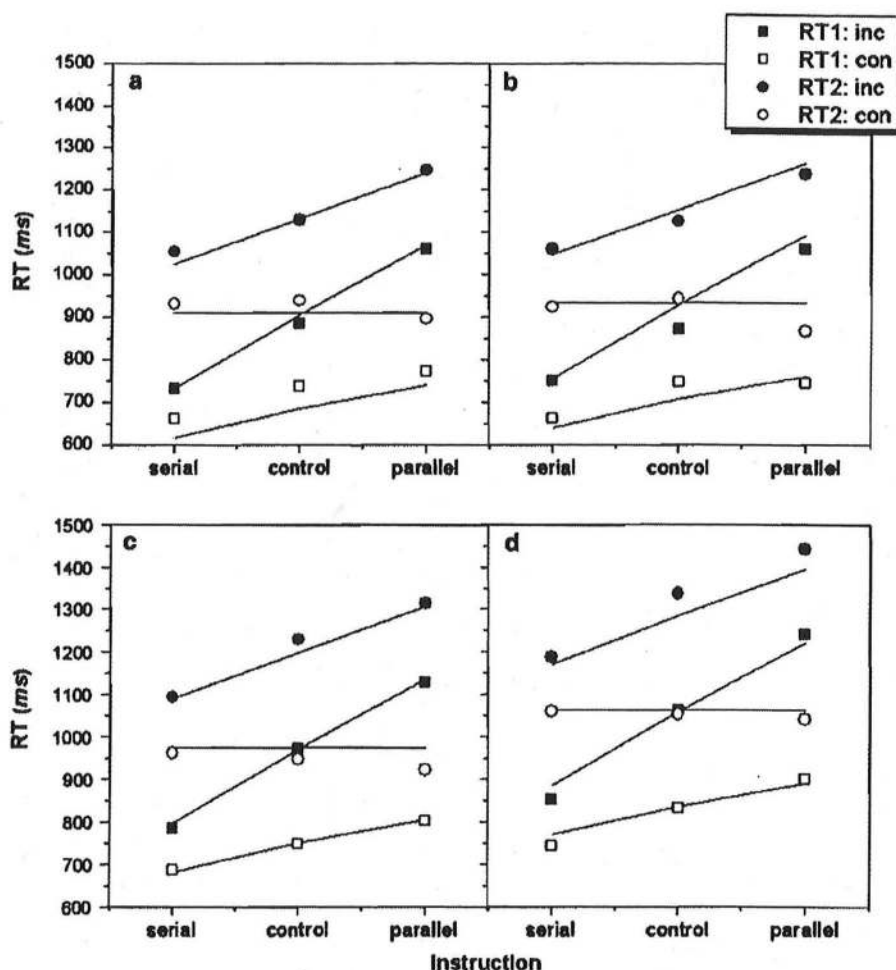 RT1: inc
RT1: con
RT2: inc
RT2: con
a
b
1500
1400
1300
1200
1100
1000
900
800
700
600
RT (ms)
serial control parallel serial control parallel
c
d
1500
1400
1300
1200
1100
1000
900
800
700
600
RT (ms)
serial control parallel serial control parallel
Instruction